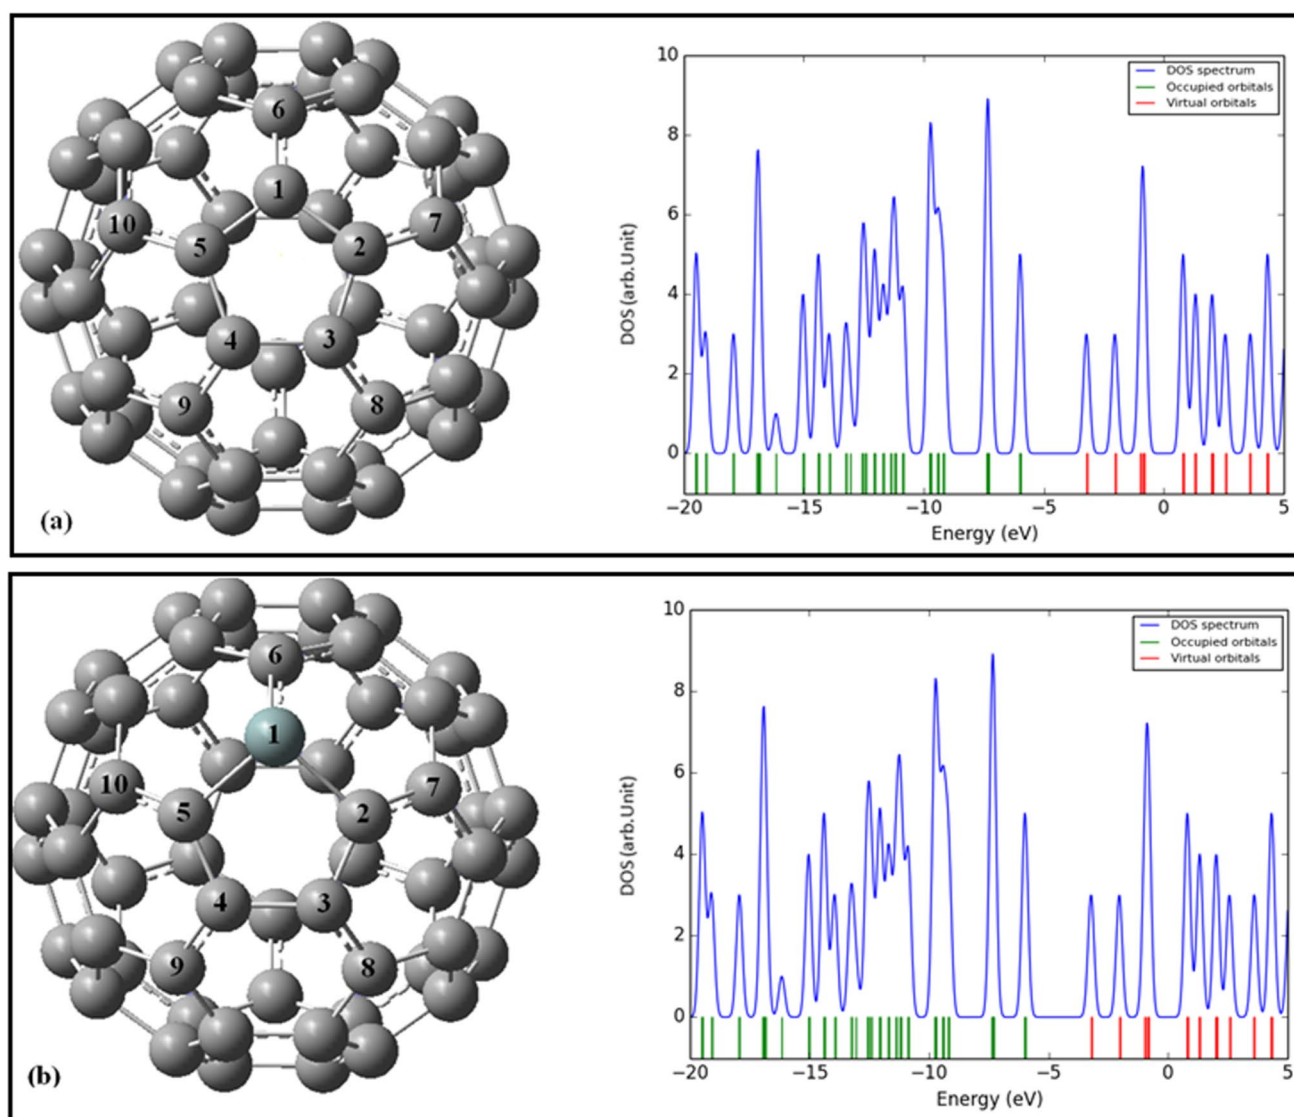 6
1
10
5
2
7
4
3
9
8
(a)
10
8
6
4
2
0
DOS (arb.Unit)
DOS spectrum
Occupied orbitals
Virtual orbitals
−20 −15 −10 −5 0 5
Energy (eV)
6
1
10
5
2
7
4
3
9
8
(b)
10
8
6
4
2
0
DOS (arb.Unit)
DOS spectrum
Occupied orbitals
Virtual orbitals
−20 −15 −10 −5 0 5
Energy (eV)